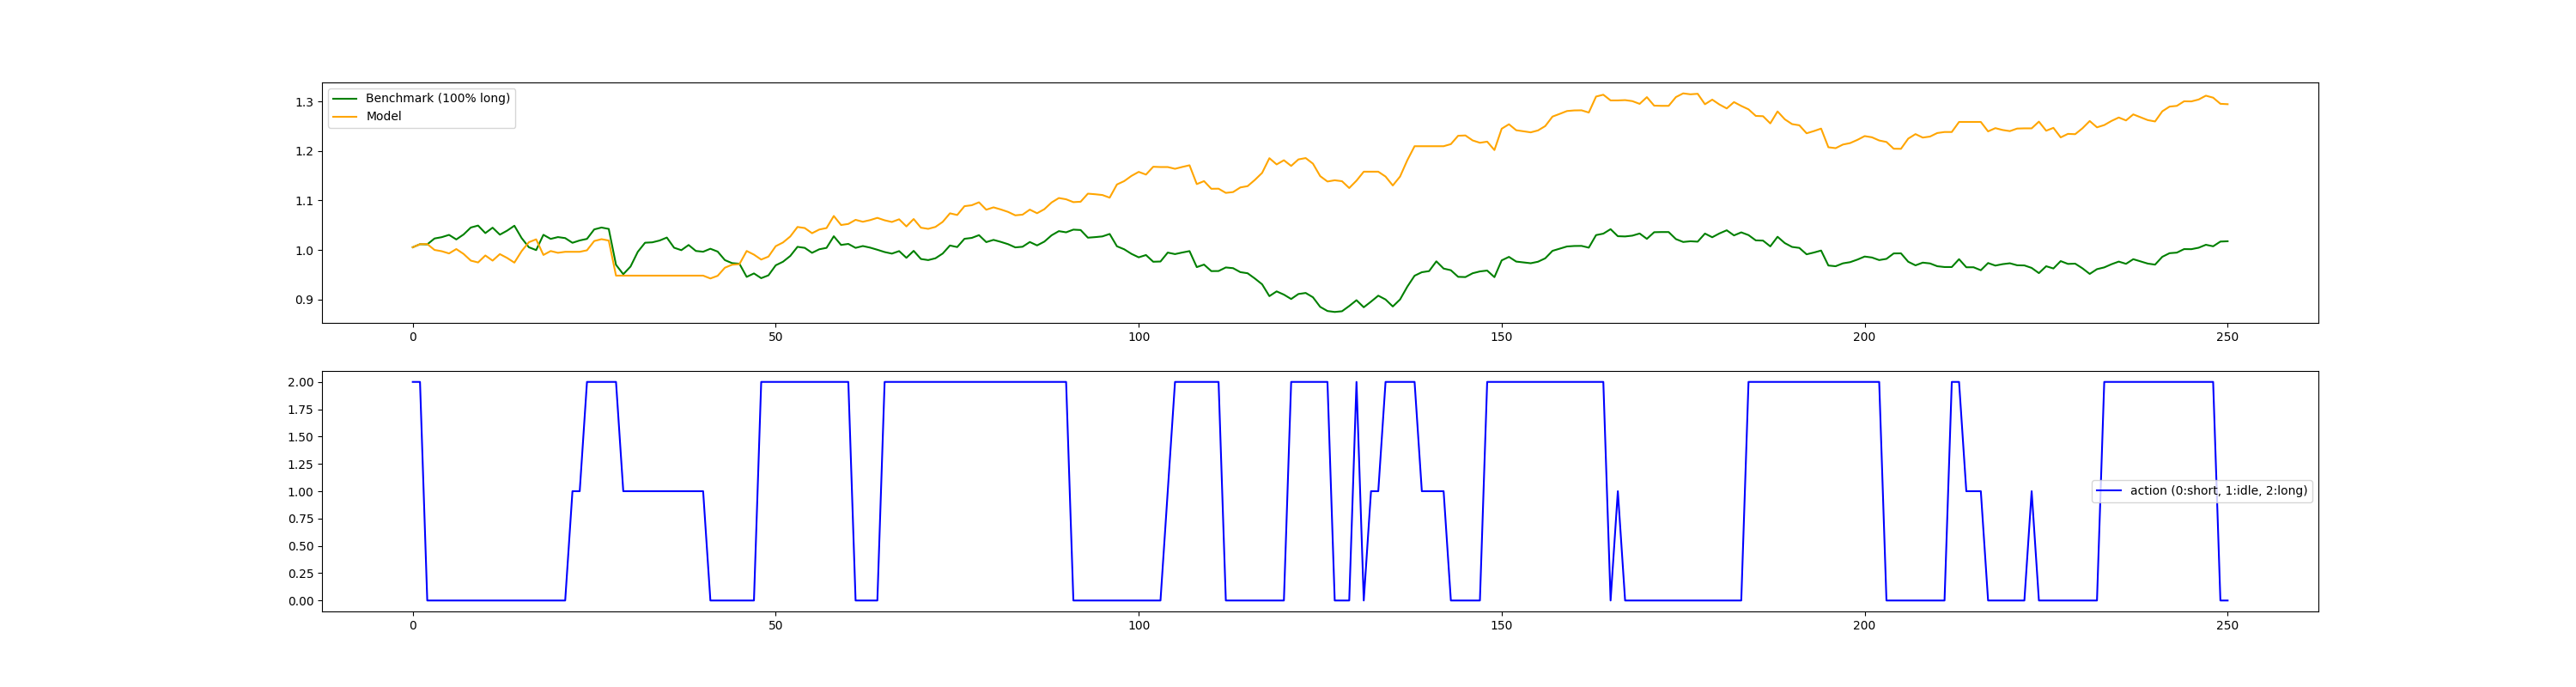 Benchmark (100% long)
Model
1.3
1.2
1.1
1.0
0.9
0 50 100 150 200 250
2.00
1.75
1.50
1.25
1.00
0.75
0.50
0.25
0.00
action (0:short, 1:idle, 2:long)
0 50 100 150 200 250